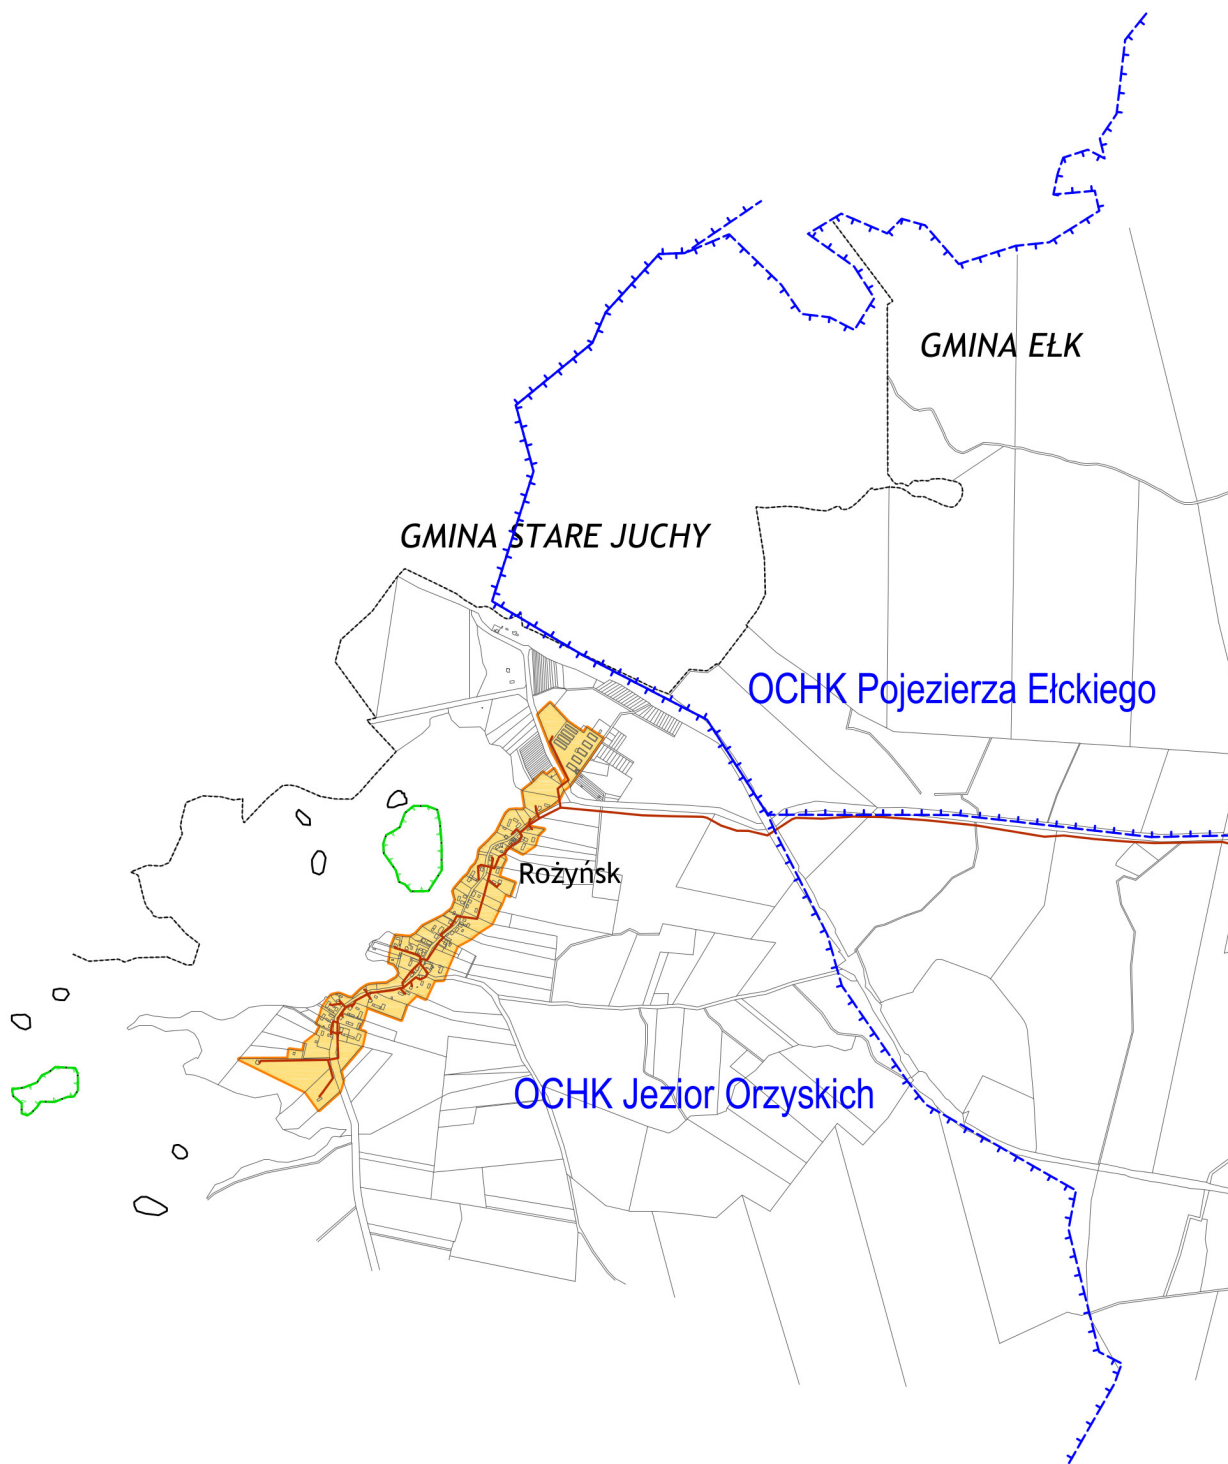 GMINA EŁK
GMINA STARE JUCHY
OCHK Pojezierza Ełckiego
Rożyńsk
OCHK Jezior Orzyskich